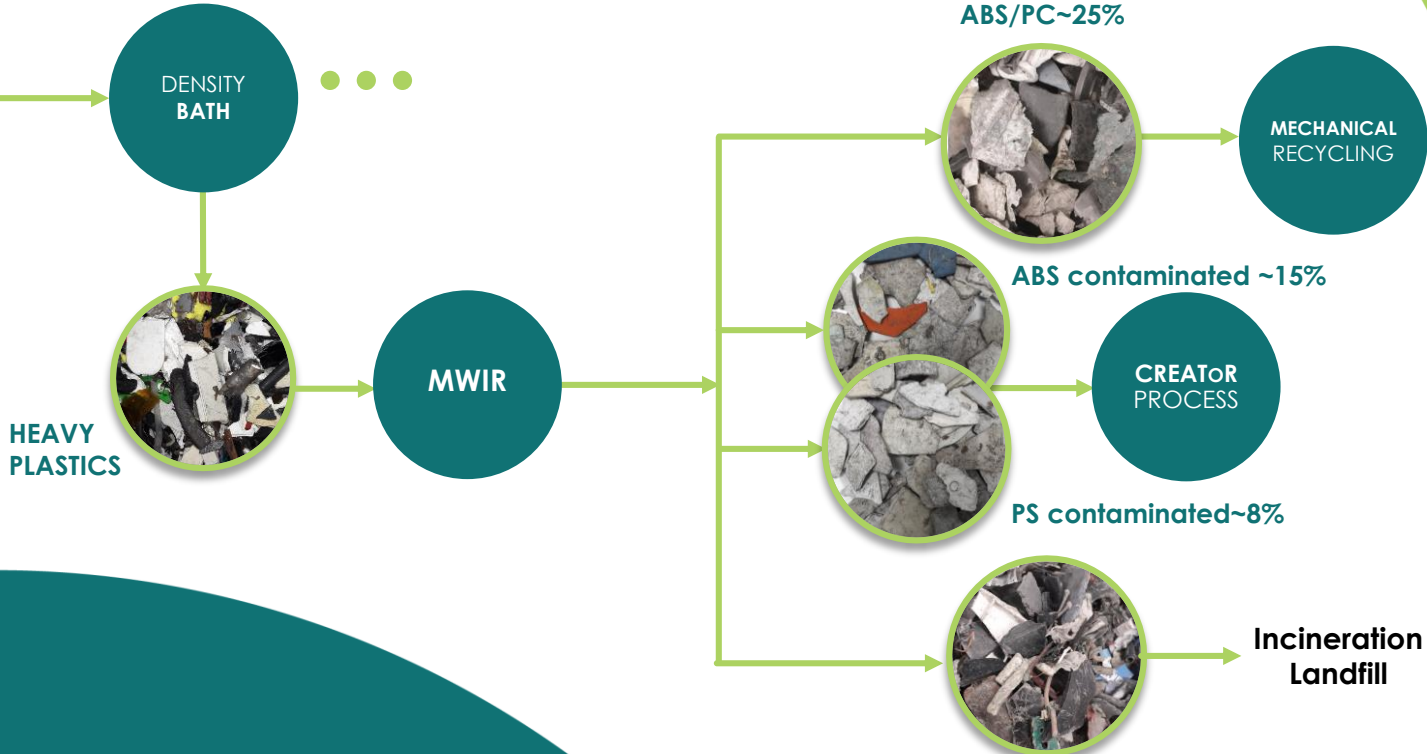 DENSITY
BATH
HEAVY
PLASTICS
MWIR
ABS/PC~25%
MECHANICAL
RECYCLING
ABS contaminated ~15%
CREAToR
PROCESS
PS contaminated~8%
Incineration
Landfill